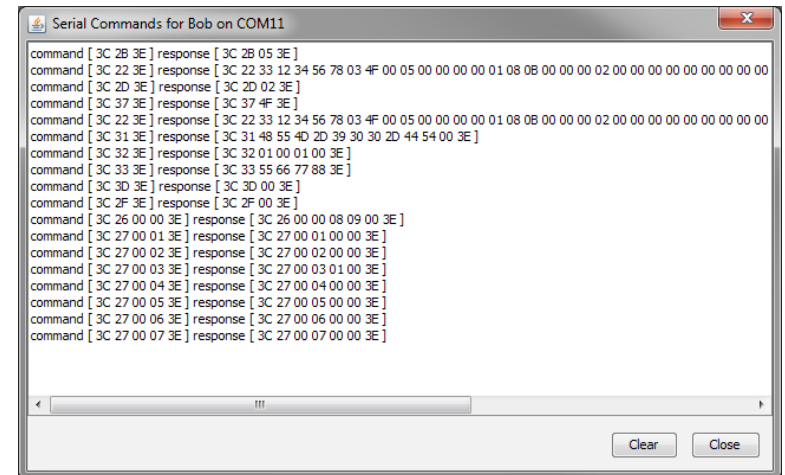 Serial Commands for Bob on COM11
command [ 3C 2B 3E ] response [ 3C 2B 05 3E ]
command [ 3C 22 3E ] response [ 3C 22 33 12 34 56 78 03 4F 00 05 00 00 00 00 01 08 0B 00 00 00 02 00 00 00 00 00 00 00 00 00
command [ 3C 2D 3E ] response [ 3C 2D 02 3E ]
command [ 3C 37 3E ] response [ 3C 37 4F 3E ]
command [ 3C 22 3E ] response [ 3C 22 33 12 34 56 78 03 4F 00 05 00 00 00 00 01 08 0B 00 00 00 02 00 00 00 00 00 00 00 00 00
command [ 3C 31 3E ] response [ 3C 31 48 55 4D 2D 39 30 30 2D 44 54 00 3E ]
command [ 3C 32 3E ] response [ 3C 32 01 00 01 00 3E ]
command [ 3C 33 3E ] response [ 3C 33 55 66 77 88 3E ]
command [ 3C 3D 3E ] response [ 3C 3D 00 3E ]
command [ 3C 2F 3E ] response [ 3C 2F 00 3E ]
command [ 3C 26 00 00 3E ] response [ 3C 26 00 00 08 09 00 3E ]
command [ 3C 27 00 01 3E ] response [ 3C 27 00 01 00 00 3E ]
command [ 3C 27 00 02 3E ] response [ 3C 27 00 02 00 00 3E ]
command [ 3C 27 00 03 3E ] response [ 3C 27 00 03 01 00 3E ]
command [ 3C 27 00 04 3E ] response [ 3C 27 00 04 00 00 3E ]
command [ 3C 27 00 05 3E ] response [ 3C 27 00 05 00 00 3E ]
command [ 3C 27 00 06 3E ] response [ 3C 27 00 06 00 00 3E ]
command [ 3C 27 00 07 3E ] response [ 3C 27 00 07 00 00 3E ]
Clear Close